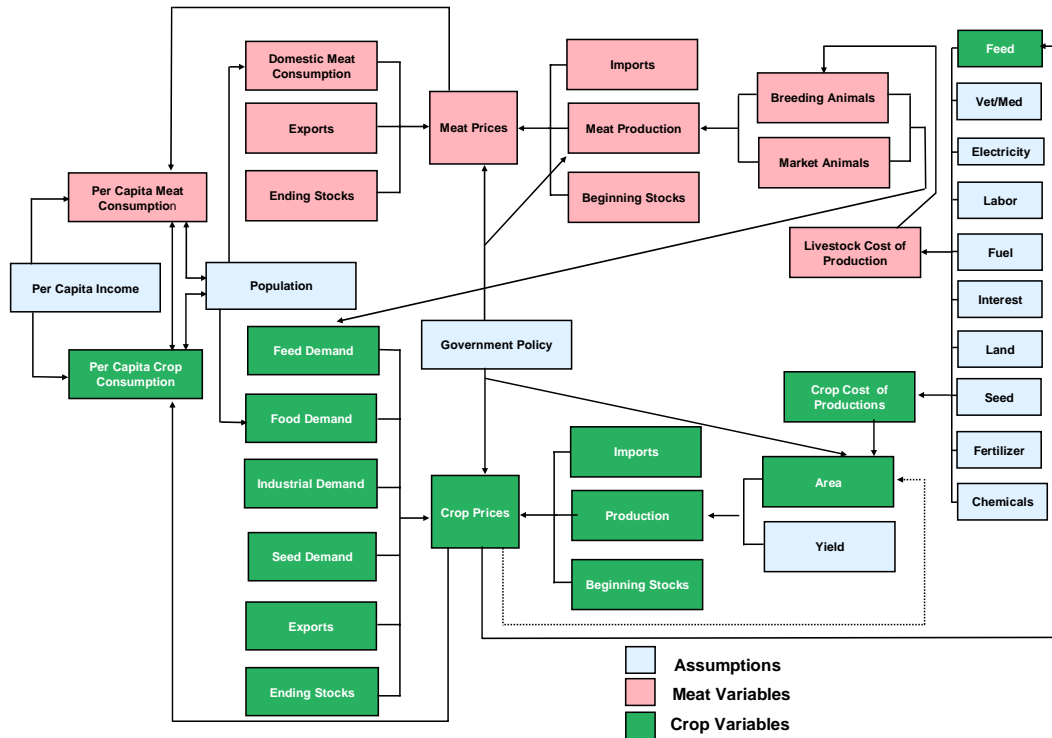 Domestic Meat
Consumption
Exports
Ending Stocks
Meat Prices
Imports
Meat Production
Beginning Stocks
Breeding Animals
Market Animals
Feed
Vet/Med
Electricity
Labor
Fuel
Interest
Land
Seed
Fertilizer
Chemicals
Per Capita Meat
Consumption
Per Capita Income
Per Capita Crop
Consumption
Population
Livestock Cost of
Production
Government Policy
Feed Demand
Food Demand
Industrial Demand
Seed Demand
Exports
Ending Stocks
Crop Prices
Imports
Production
Beginning Stocks
Crop Cost of
Productions
Area
Yield
Assumptions
Meat Variables
Crop Variables